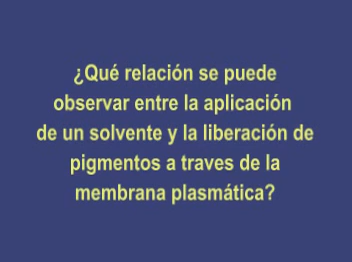 ¿Qué relación se puede
observar entre la aplicación
de un solvente y la liberación de
pigmentos a traves de la
membrana plasmática?